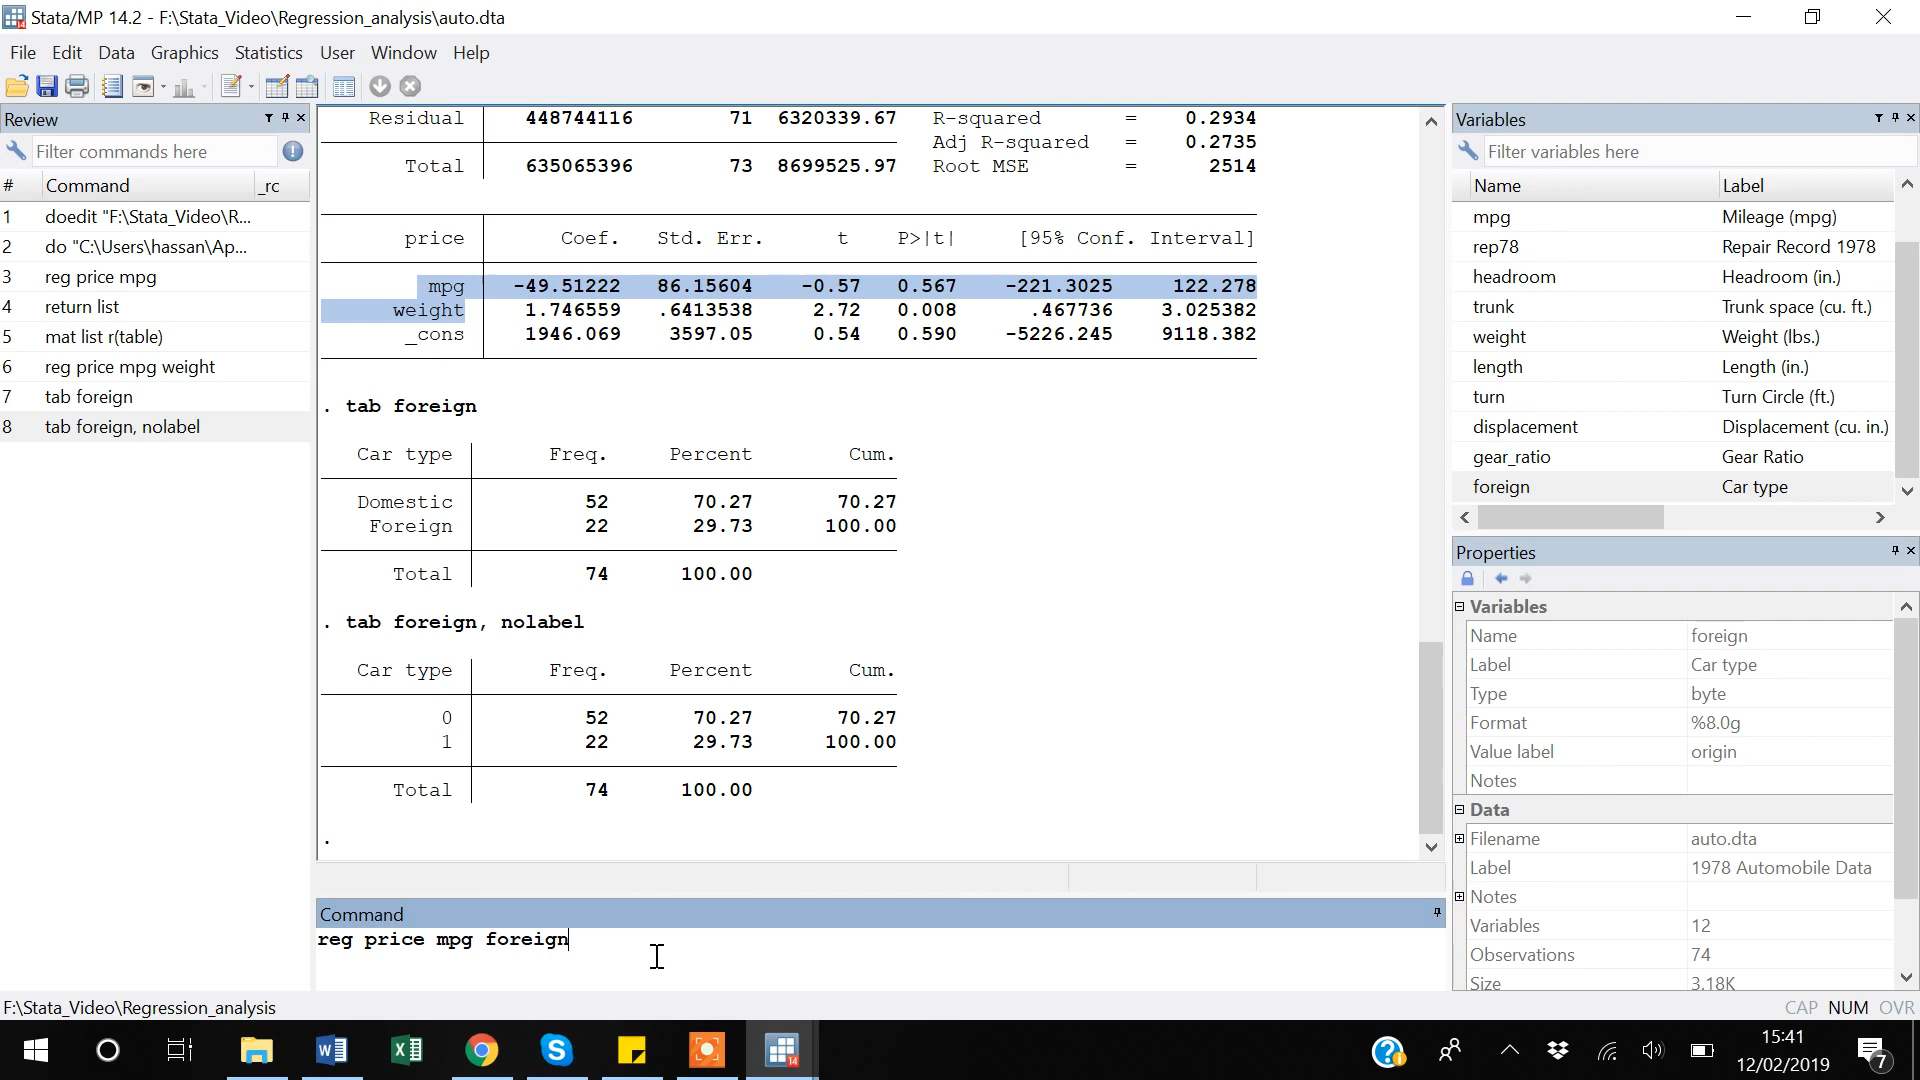 Stata/MP 14.2 - F:\Stata_Video\Regression_analysis\auto.dta
File Edit Data Graphics Statistics User Window Help
Review
Filter commands here
# Command _rc
1 doedit "F:\Stata_Video\R...
2 do "C:\Users\hassan\Ap...
3 reg price mpg
4 return list
5 mat list r(table)
6 reg price mpg weight
7 tab foreign
8 tab foreign, nolabel
Residual 448744116 71 6320339.67 R-squared = 0.2934
Adj R-squared = 0.2735
Total 635065396 73 8699525.97 Root MSE = 2514
price Coef. Std. Err. t P>|t| [95% Conf. Interval]
mpg -49.51222 86.15604 -0.57 0.567 -221.3025 122.278
weight 1.746559 .6413538 2.72 0.008 .467736 3.025382
_cons 1946.069 3597.05 0.54 0.590 -5226.245 9118.382
. tab foreign
Car type Freq. Percent Cum.
Domestic 52 70.27 70.27
Foreign 22 29.73 100.00
Total 74 100.00
. tab foreign, nolabel
Car type Freq. Percent Cum.
0 52 70.27 70.27
1 22 29.73 100.00
Total 74 100.00
.
Command
reg price mpg foreign
Variables
Filter variables here
Name Label
mpg Mileage (mpg)
rep78 Repair Record 1978
headroom Headroom (in.)
trunk Trunk space (cu. ft.)
weight Weight (lbs.)
length Length (in.)
turn Turn Circle (ft.)
displacement Displacement (cu. in.)
gear_ratio Gear Ratio
foreign Car type
Properties
Variables
Name foreign
Label Car type
Type byte
Format %8.0g
Value label origin
Notes
Data
Filename auto.dta
Label 1978 Automobile Data
Notes
Variables 12
Observations 74
Size 3.18K
F:\Stata_Video\Regression_analysis
CAP NUM OVR
14
15:41
12/02/2019
7